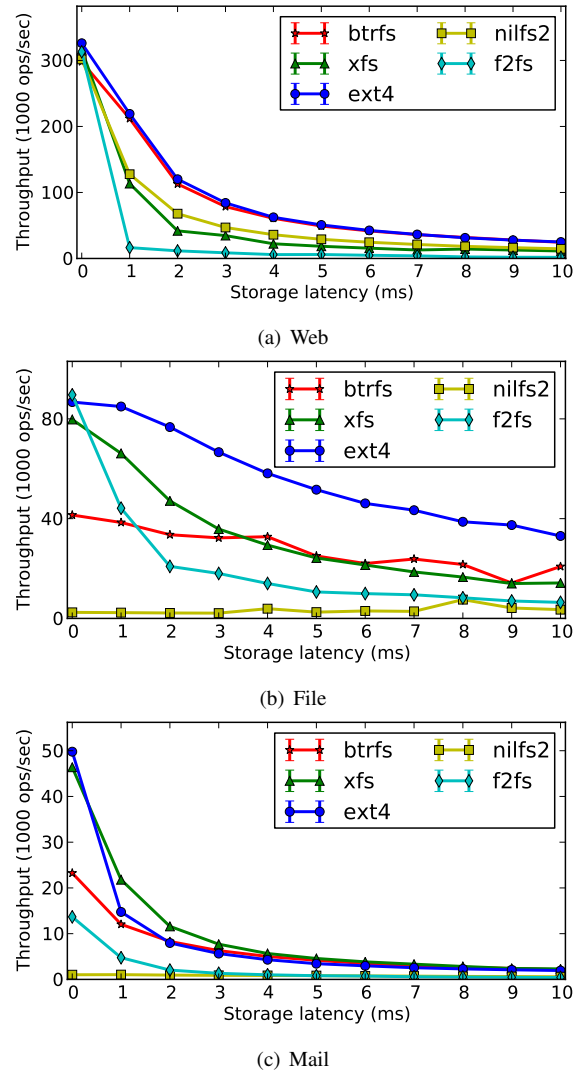 Throughput (1000 ops/sec)
300
200
100
0
btrfs
xfs
ext4
nilfs2
f2fs
0 1 2 3 4 5 6 7 8 9 10
Storage latency (ms)
(a) Web
Throughput (1000 ops/sec)
80
40
0
btrfs
xfs
ext4
nilfs2
f2fs
0 1 2 3 4 5 6 7 8 9 10
Storage latency (ms)
(b) File
Throughput (1000 ops/sec)
50
40
30
20
10
0
btrfs
xfs
ext4
nilfs2
f2fs
0 1 2 3 4 5 6 7 8 9 10
Storage latency (ms)
(c) Mail